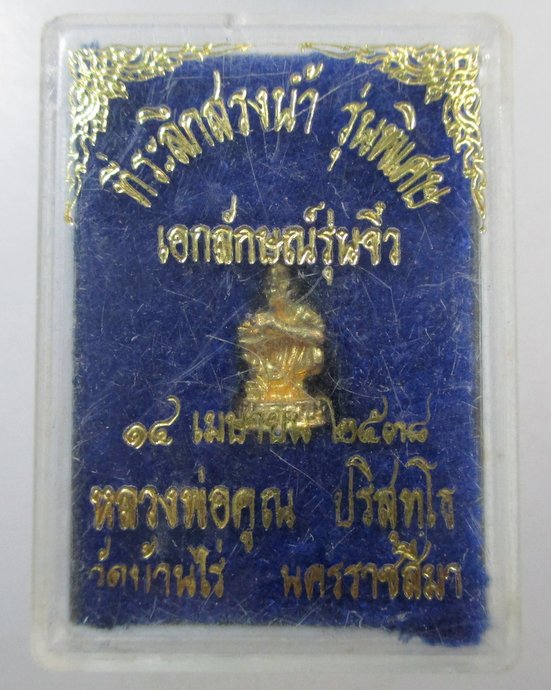 ที่ระลึกสรงน้ำ รุ่นพิเศษ
เอกลักษณ์รุ่นจิ๋ว
๑๔ เมษายน ๒๕๓๘
หลวงพ่อคูณ ปริสุทฺโธ
วัดบ้านไร่ นครราชสีมา